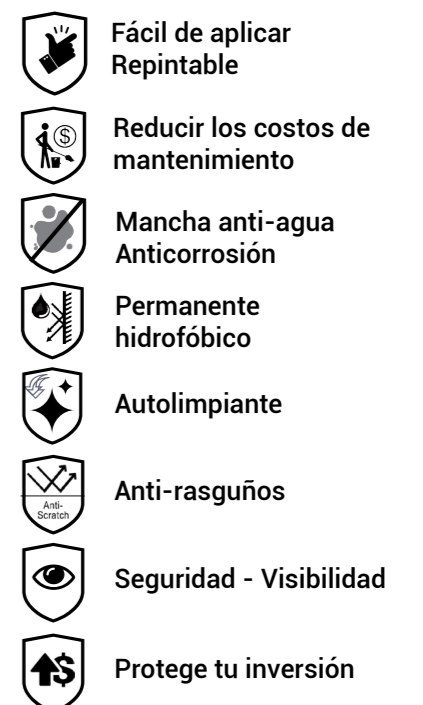 Fácil de aplicar
Repintable
$
Reducir los costos de
mantenimiento
Mancha anti-agua
Anticorrosión
Permanente
hidrofóbico
Autolimpiante
Anti-
Scratch
Anti-rasguños
Seguridad - Visibilidad
$
Protege tu inversión